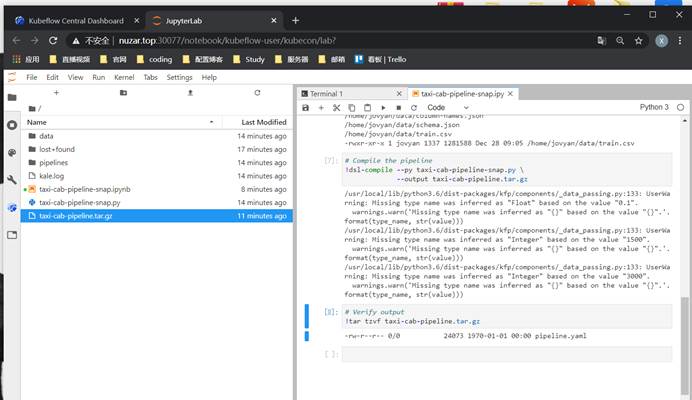 Kubeflow Central Dashboard
JupyterLab
不安全 | nuzar.top:30077/notebook/kubeflow-user/kubecon/lab?
X
应用 直播视频 官网 coding 配置博客 Study 服务器 邮箱 看板 | Trello
File Edit View Run Kernel Tabs Settings Help
/
Name Last Modified
data 14 minutes ago
lost+found 17 minutes ago
pipelines 14 minutes ago
kale.log 14 minutes ago
taxi-cab-pipeline-snap.ipynb 8 minutes ago
taxi-cab-pipeline-snap.py 14 minutes ago
taxi-cab-pipeline.tar.gz 11 minutes ago
Terminal 1
taxi-cab-pipeline-snap.ipy
Code
Python 3
/home/jovyan/data/column-names.json
/home/jovyan/data/schema.json
/home/jovyan/data/train.csv
-rwxr-xr-x 1 jovyan 1337 1281588 Dec 28 09:05 /home/jovyan/data/train.csv
[7]: # Compile the pipeline
!dsl-compile --py taxi-cab-pipeline-snap.py \
--output taxi-cab-pipeline.tar.gz
/usr/local/lib/python3.6/dist-packages/kfp/components/_data_passing.py:133: UserWa
rning: Missing type name was inferred as "Float" based on the value "0.1".
warnings.warn('Missing type name was inferred as "{}" based on the value "{}".'.
format(type_name, str(value)))
/usr/local/lib/python3.6/dist-packages/kfp/components/_data_passing.py:133: UserWa
rning: Missing type name was inferred as "Integer" based on the value "1500".
warnings.warn('Missing type name was inferred as "{}" based on the value "{}".'.
format(type_name, str(value)))
/usr/local/lib/python3.6/dist-packages/kfp/components/_data_passing.py:133: UserWa
rning: Missing type name was inferred as "Integer" based on the value "3000".
warnings.warn('Missing type name was inferred as "{}" based on the value "{}".'.
format(type_name, str(value)))
[8]: # Verify output
!tar tzvf taxi-cab-pipeline.tar.gz
-rw-r--r-- 0/0 24073 1970-01-01 00:00 pipeline.yaml
[ ]: